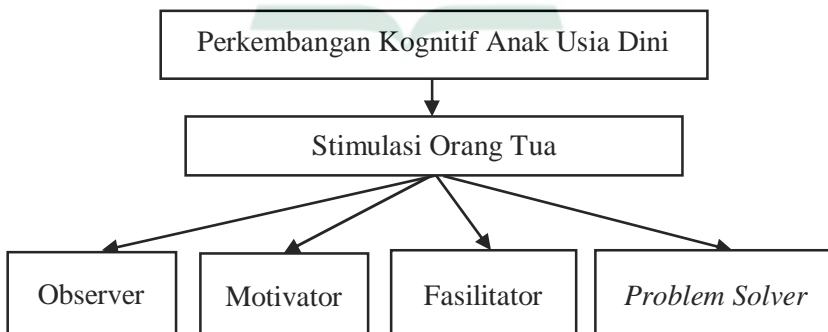 Perkembangan Kognitif Anak Usia Dini
Stimulasi Orang Tua
Observer
Motivator
Fasilitator
Problem Solver